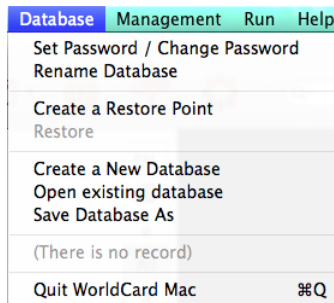 Database Management Run Help
Set Password / Change Password
Rename Database
Create a Restore Point
Restore
Create a New Database
Open existing database
Save Database As
(There is no record)
Quit WorldCard Mac ⌘Q